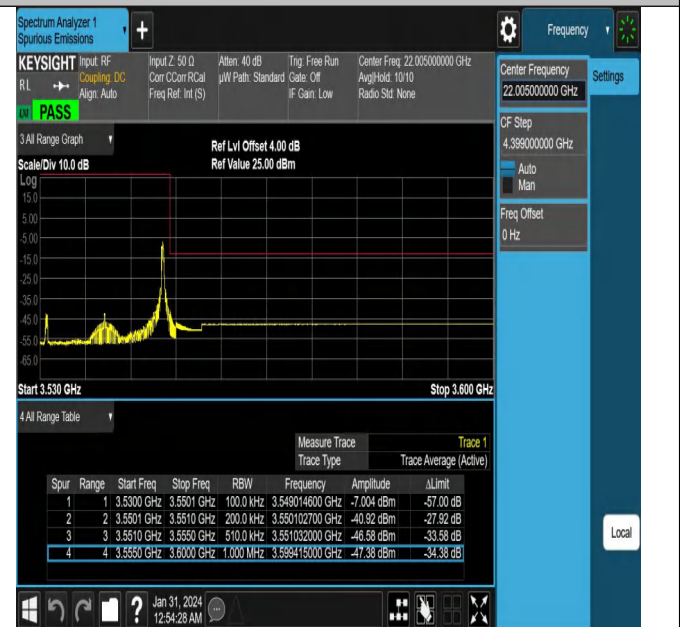 Spectrum Analyzer 1
Spurious Emissions
+
Frequency
KEYSIGHT Input: RF Input Z: 50 Ω Atten: 40 dB Trig: Free Run Center Freq: 22.005000000 GHz
RL Coupling: DC Corr CCorr RCal µW Path: Standard Gate: Off Avg|Hold: 10/10
Align: Auto Freq Ref: Int (S) IF Gain: Low Radio Std: None
PASS
Center Frequency
22.005000000 GHz
Settings
CF Step
4.399000000 GHz
Auto
Man
Freq Offset
0 Hz
3 All Range Graph
Ref Lvl Offset 4.00 dB
Scale/Div 10.0 dB Ref Value 25.00 dBm
Log
15.0
5.00
-5.00
-15.0
-25.0
-35.0
-45.0
-55.0
-65.0
Start 3.530 GHz Stop 3.600 GHz
4 All Range Table
Measure Trace Trace 1
Trace Type Trace Average (Active)
Spur Range Start Freq Stop Freq RBW Frequency Amplitude ΔLimit
1 1 3.5300 GHz 3.5501 GHz 100.0 kHz 3.549014600 GHz -7.004 dBm -57.00 dB
2 2 3.5501 GHz 3.5510 GHz 200.0 kHz 3.550102700 GHz -40.92 dBm -27.92 dB
3 3 3.5510 GHz 3.5550 GHz 510.0 kHz 3.551032000 GHz -46.58 dBm -33.58 dB
4 4 3.5550 GHz 3.6000 GHz 1.000 MHz 3.599415000 GHz -47.38 dBm -34.38 dB
Local
? Jan 31, 2024
12:54:28 AM